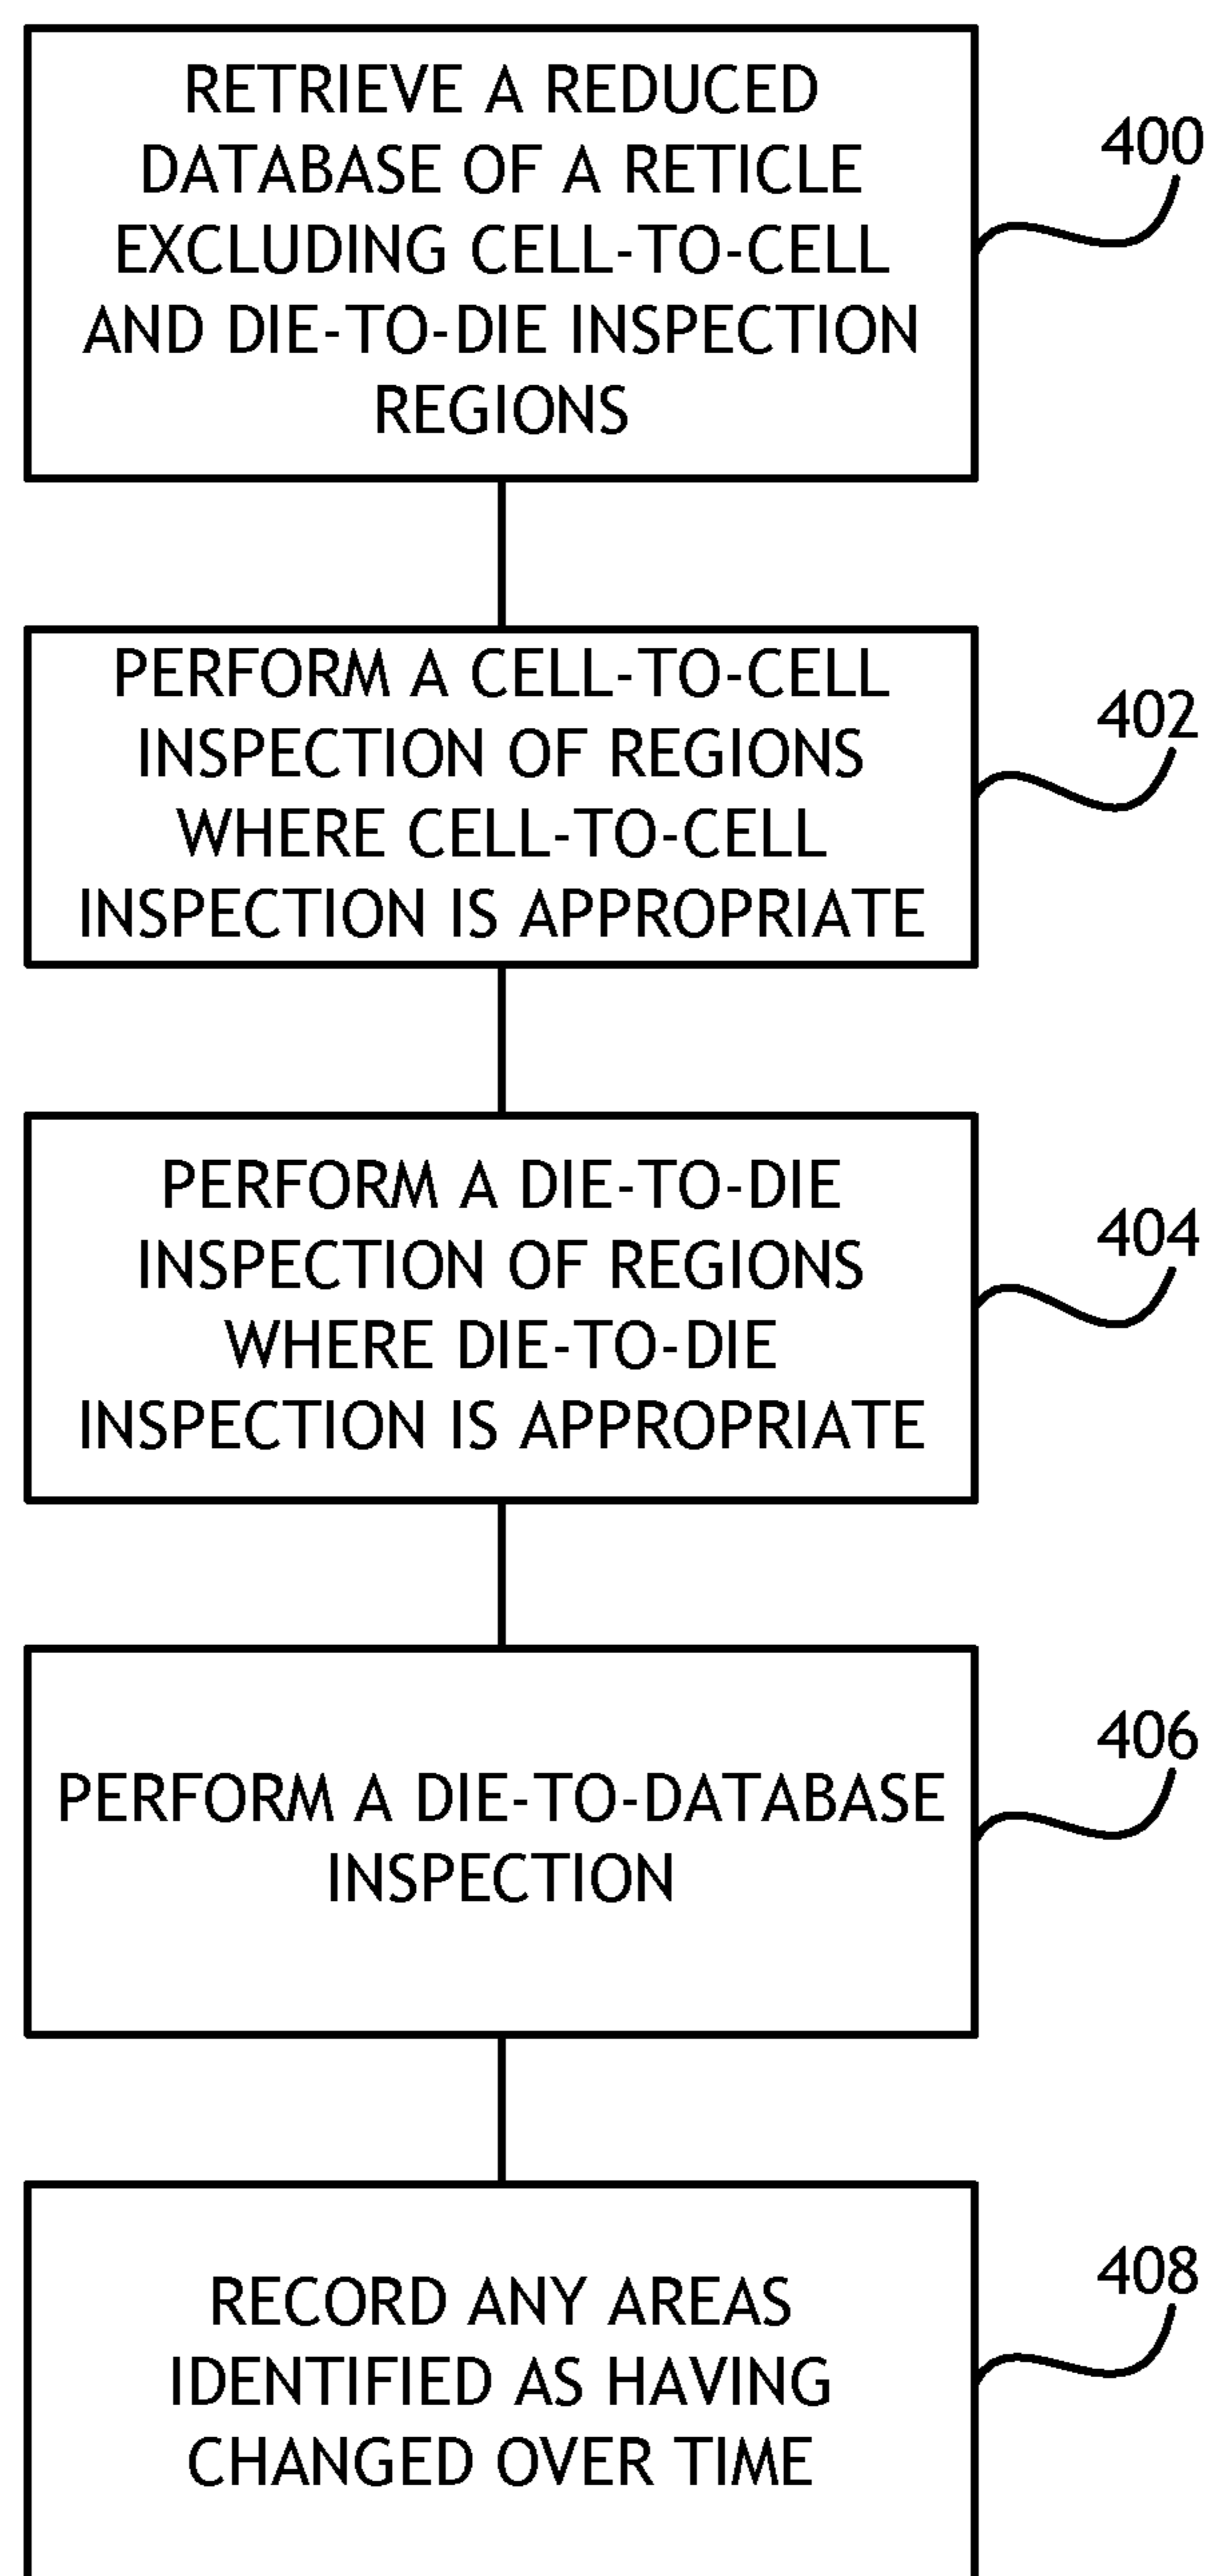 RETRIEVE A REDUCED
DATABASE OF A RETICLE
EXCLUDING CELL-TO-CELL
AND DIE-TO-DIE INSPECTION
REGIONS
400
PERFORM A CELL-TO-CELL
INSPECTION OF REGIONS
WHERE CELL-TO-CELL
INSPECTION IS APPROPRIATE
402
PERFORM A DIE-TO-DIE
INSPECTION OF REGIONS
WHERE DIE-TO-DIE
INSPECTION IS APPROPRIATE
404
PERFORM A DIE-TO-DATABASE
INSPECTION
406
RECORD ANY AREAS
IDENTIFIED AS HAVING
CHANGED OVER TIME
408